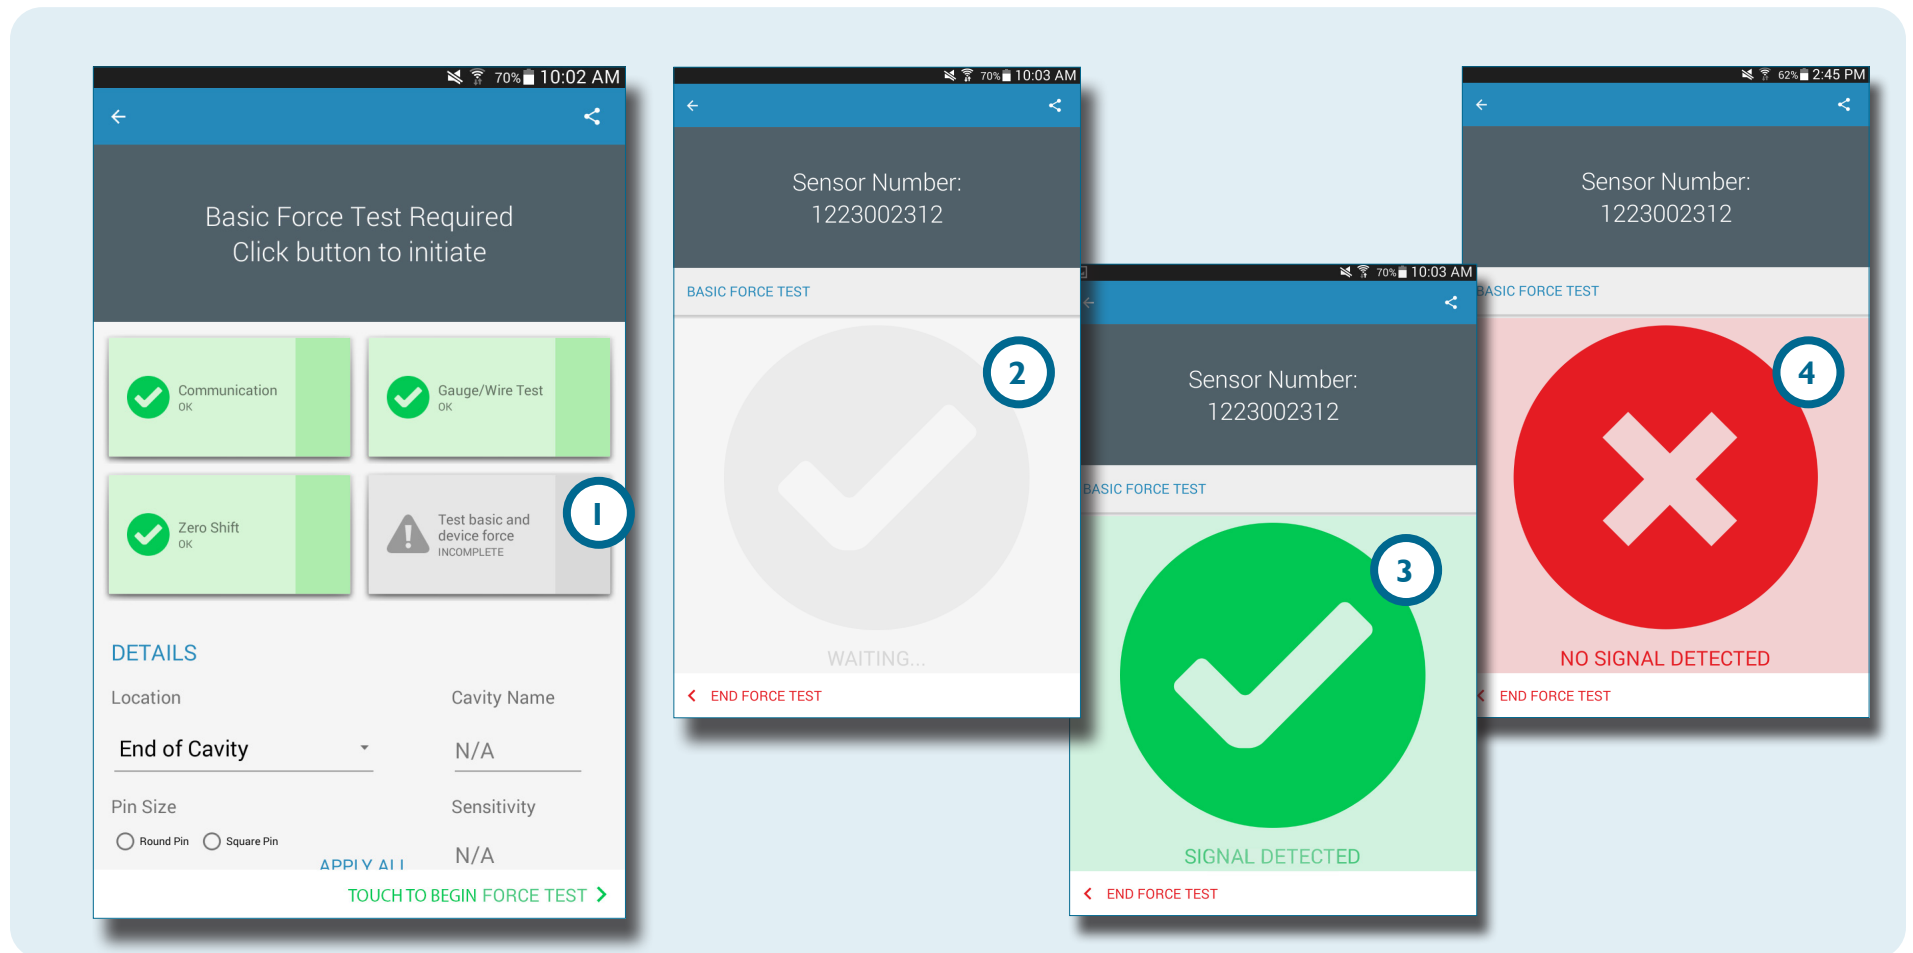 70% 10:02 AM
Basic Force Test Required
Click button to initiate
Communication
OK
Gauge/Wire Test
OK
Zero Shift
OK
Test basic and
device force
INCOMPLETE
1
DETAILS
Location
Cavity Name
End of Cavity
N/A
Pin Size
Sensitivity
Round Pin
Square Pin
APPLY ALL
N/A
TOUCH TO BEGIN FORCE TEST
70% 10:03 AM
Sensor Number:
1223002312
BASIC FORCE TEST
2
WAITING...
END FORCE TEST
70% 10:03 AM
Sensor Number:
1223002312
BASIC FORCE TEST
3
SIGNAL DETECTED
END FORCE TEST
62% 2:45 PM
Sensor Number:
1223002312
BASIC FORCE TEST
4
NO SIGNAL DETECTED
END FORCE TEST